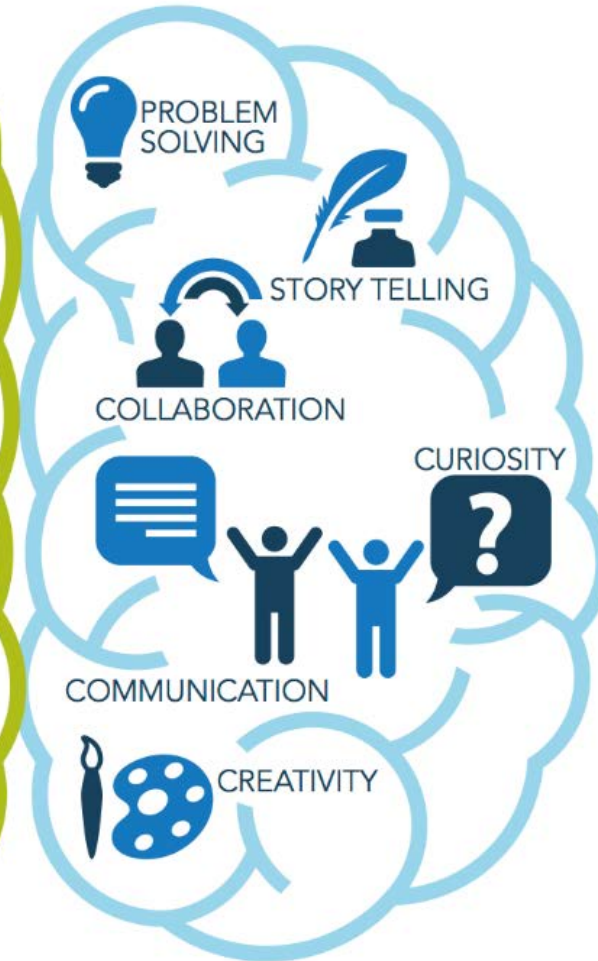 PROBLEM
SOLVING
STORY TELLING
COLLABORATION
CURIOSITY
?
COMMUNICATION
CREATIVITY